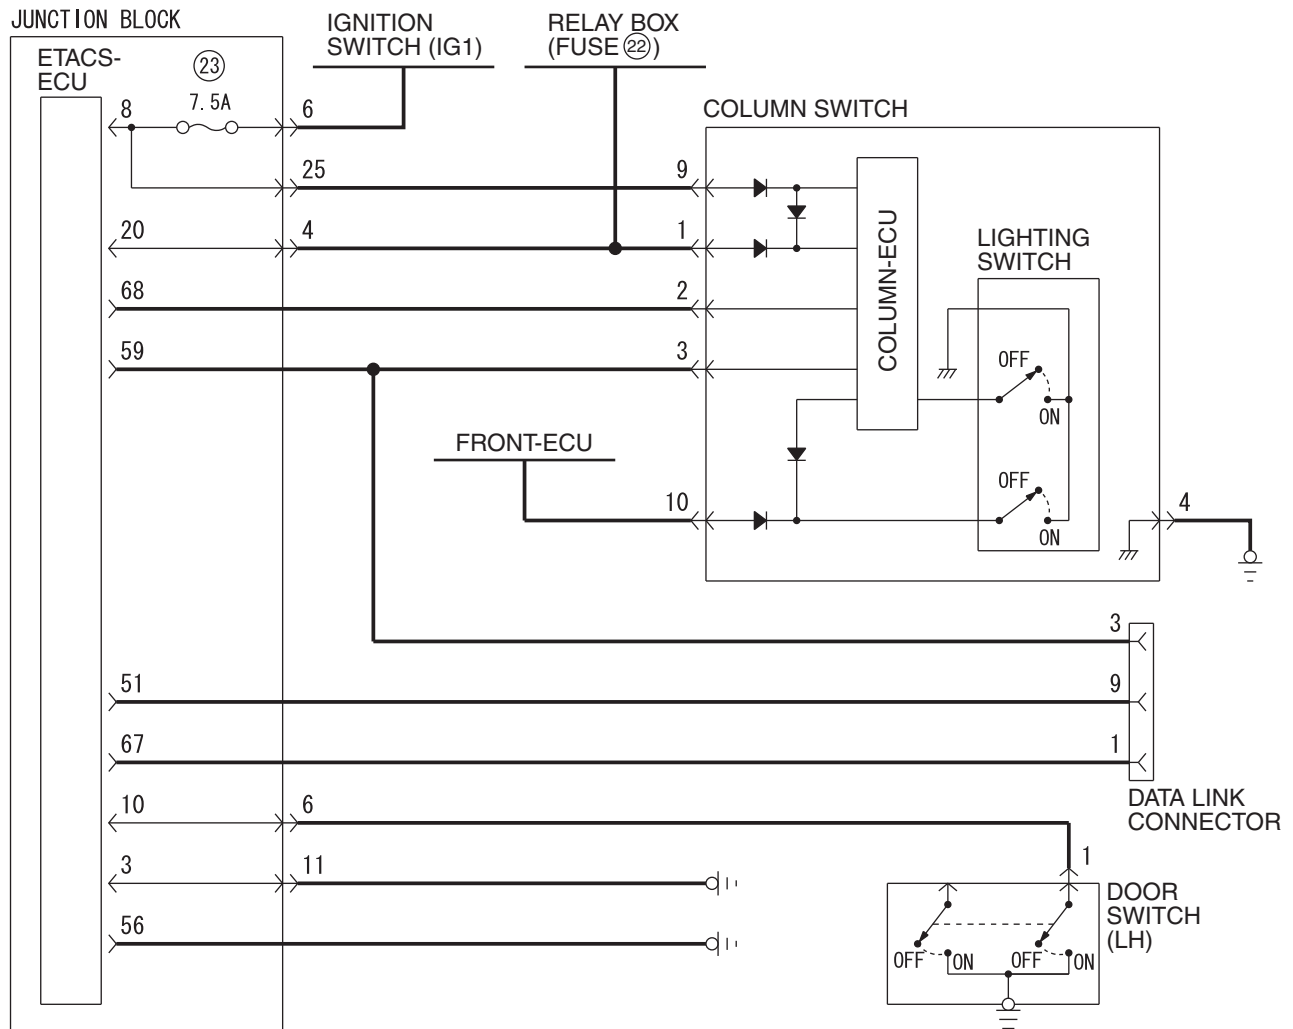 JUNCTION BLOCK
IGNITION
SWITCH (IG1)
RELAY BOX
(FUSE 22)
ETACS-
ECU
23
7. 5A
8
6
COLUMN SWITCH
25
9
20
4
1
68
2
59
3
COLUMN-ECU
LIGHTING
SWITCH
OFF
ON
FRONT-ECU
10
OFF
ON
4
3
51
9
67
1
DATA LINK
CONNECTOR
10
6
1
3
11
DOOR
SWITCH
(LH)
56
OFF
ON
OFF
ON